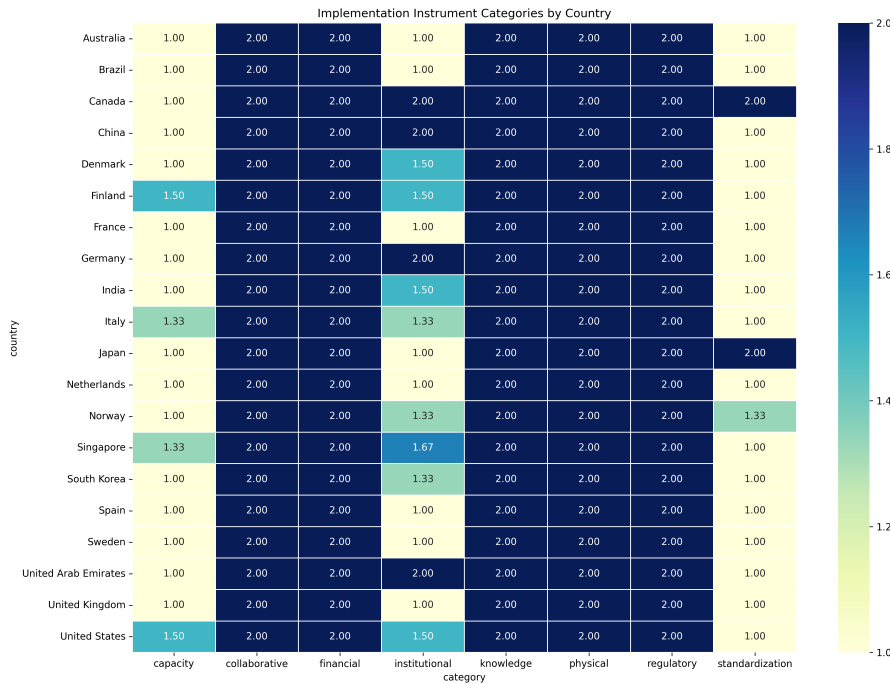 Implementation Instrument Categories by Country
Australia 1.00 2.00 2.00 1.00 2.00 2.00 2.00 1.00
Brazil 1.00 2.00 2.00 1.00 2.00 2.00 2.00 1.00
Canada 1.00 2.00 2.00 2.00 2.00 2.00 2.00 2.00
China 1.00 2.00 2.00 2.00 2.00 2.00 2.00 1.00
Denmark 1.00 2.00 2.00 1.50 2.00 2.00 2.00 1.00
Finland 1.50 2.00 2.00 1.50 2.00 2.00 2.00 1.00
France 1.00 2.00 2.00 1.00 2.00 2.00 2.00 1.00
Germany 1.00 2.00 2.00 2.00 2.00 2.00 2.00 1.00
India 1.00 2.00 2.00 1.50 2.00 2.00 2.00 1.00
Italy 1.33 2.00 2.00 1.33 2.00 2.00 2.00 1.00
Japan 1.00 2.00 2.00 1.00 2.00 2.00 2.00 2.00
Netherlands 1.00 2.00 2.00 1.00 2.00 2.00 2.00 1.00
Norway 1.00 2.00 2.00 1.33 2.00 2.00 2.00 1.33
Singapore 1.33 2.00 2.00 1.67 2.00 2.00 2.00 1.00
South Korea 1.00 2.00 2.00 1.33 2.00 2.00 2.00 1.00
Spain 1.00 2.00 2.00 1.00 2.00 2.00 2.00 1.00
Sweden 1.00 2.00 2.00 1.00 2.00 2.00 2.00 1.00
United Arab Emirates 1.00 2.00 2.00 2.00 2.00 2.00 2.00 1.00
United Kingdom 1.00 2.00 2.00 1.00 2.00 2.00 2.00 1.00
United States 1.50 2.00 2.00 1.50 2.00 2.00 2.00 1.00
capacity collaborative financial institutional knowledge physical regulatory standardization
category
country
2.0
1.8
1.6
1.4
1.2
1.0